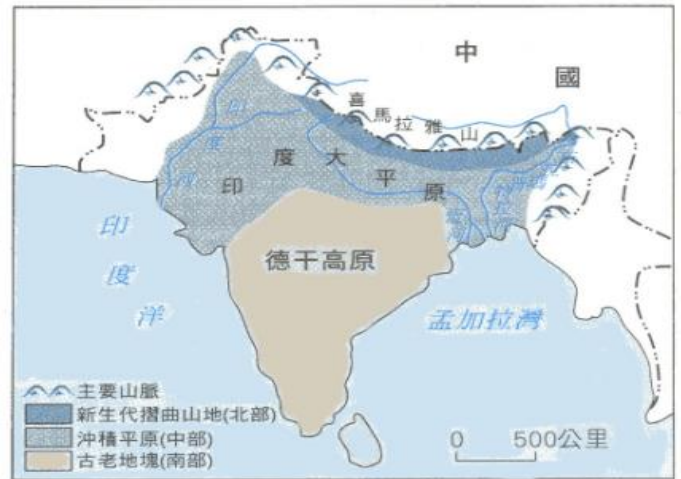 中國
喜馬拉雅山
印度河
印度大平原
德干高原
印度洋
孟加拉灣
主要山脈
新生代摺曲山地(北部)
沖積平原(中部)
古老地塊(南部)
0 500公里